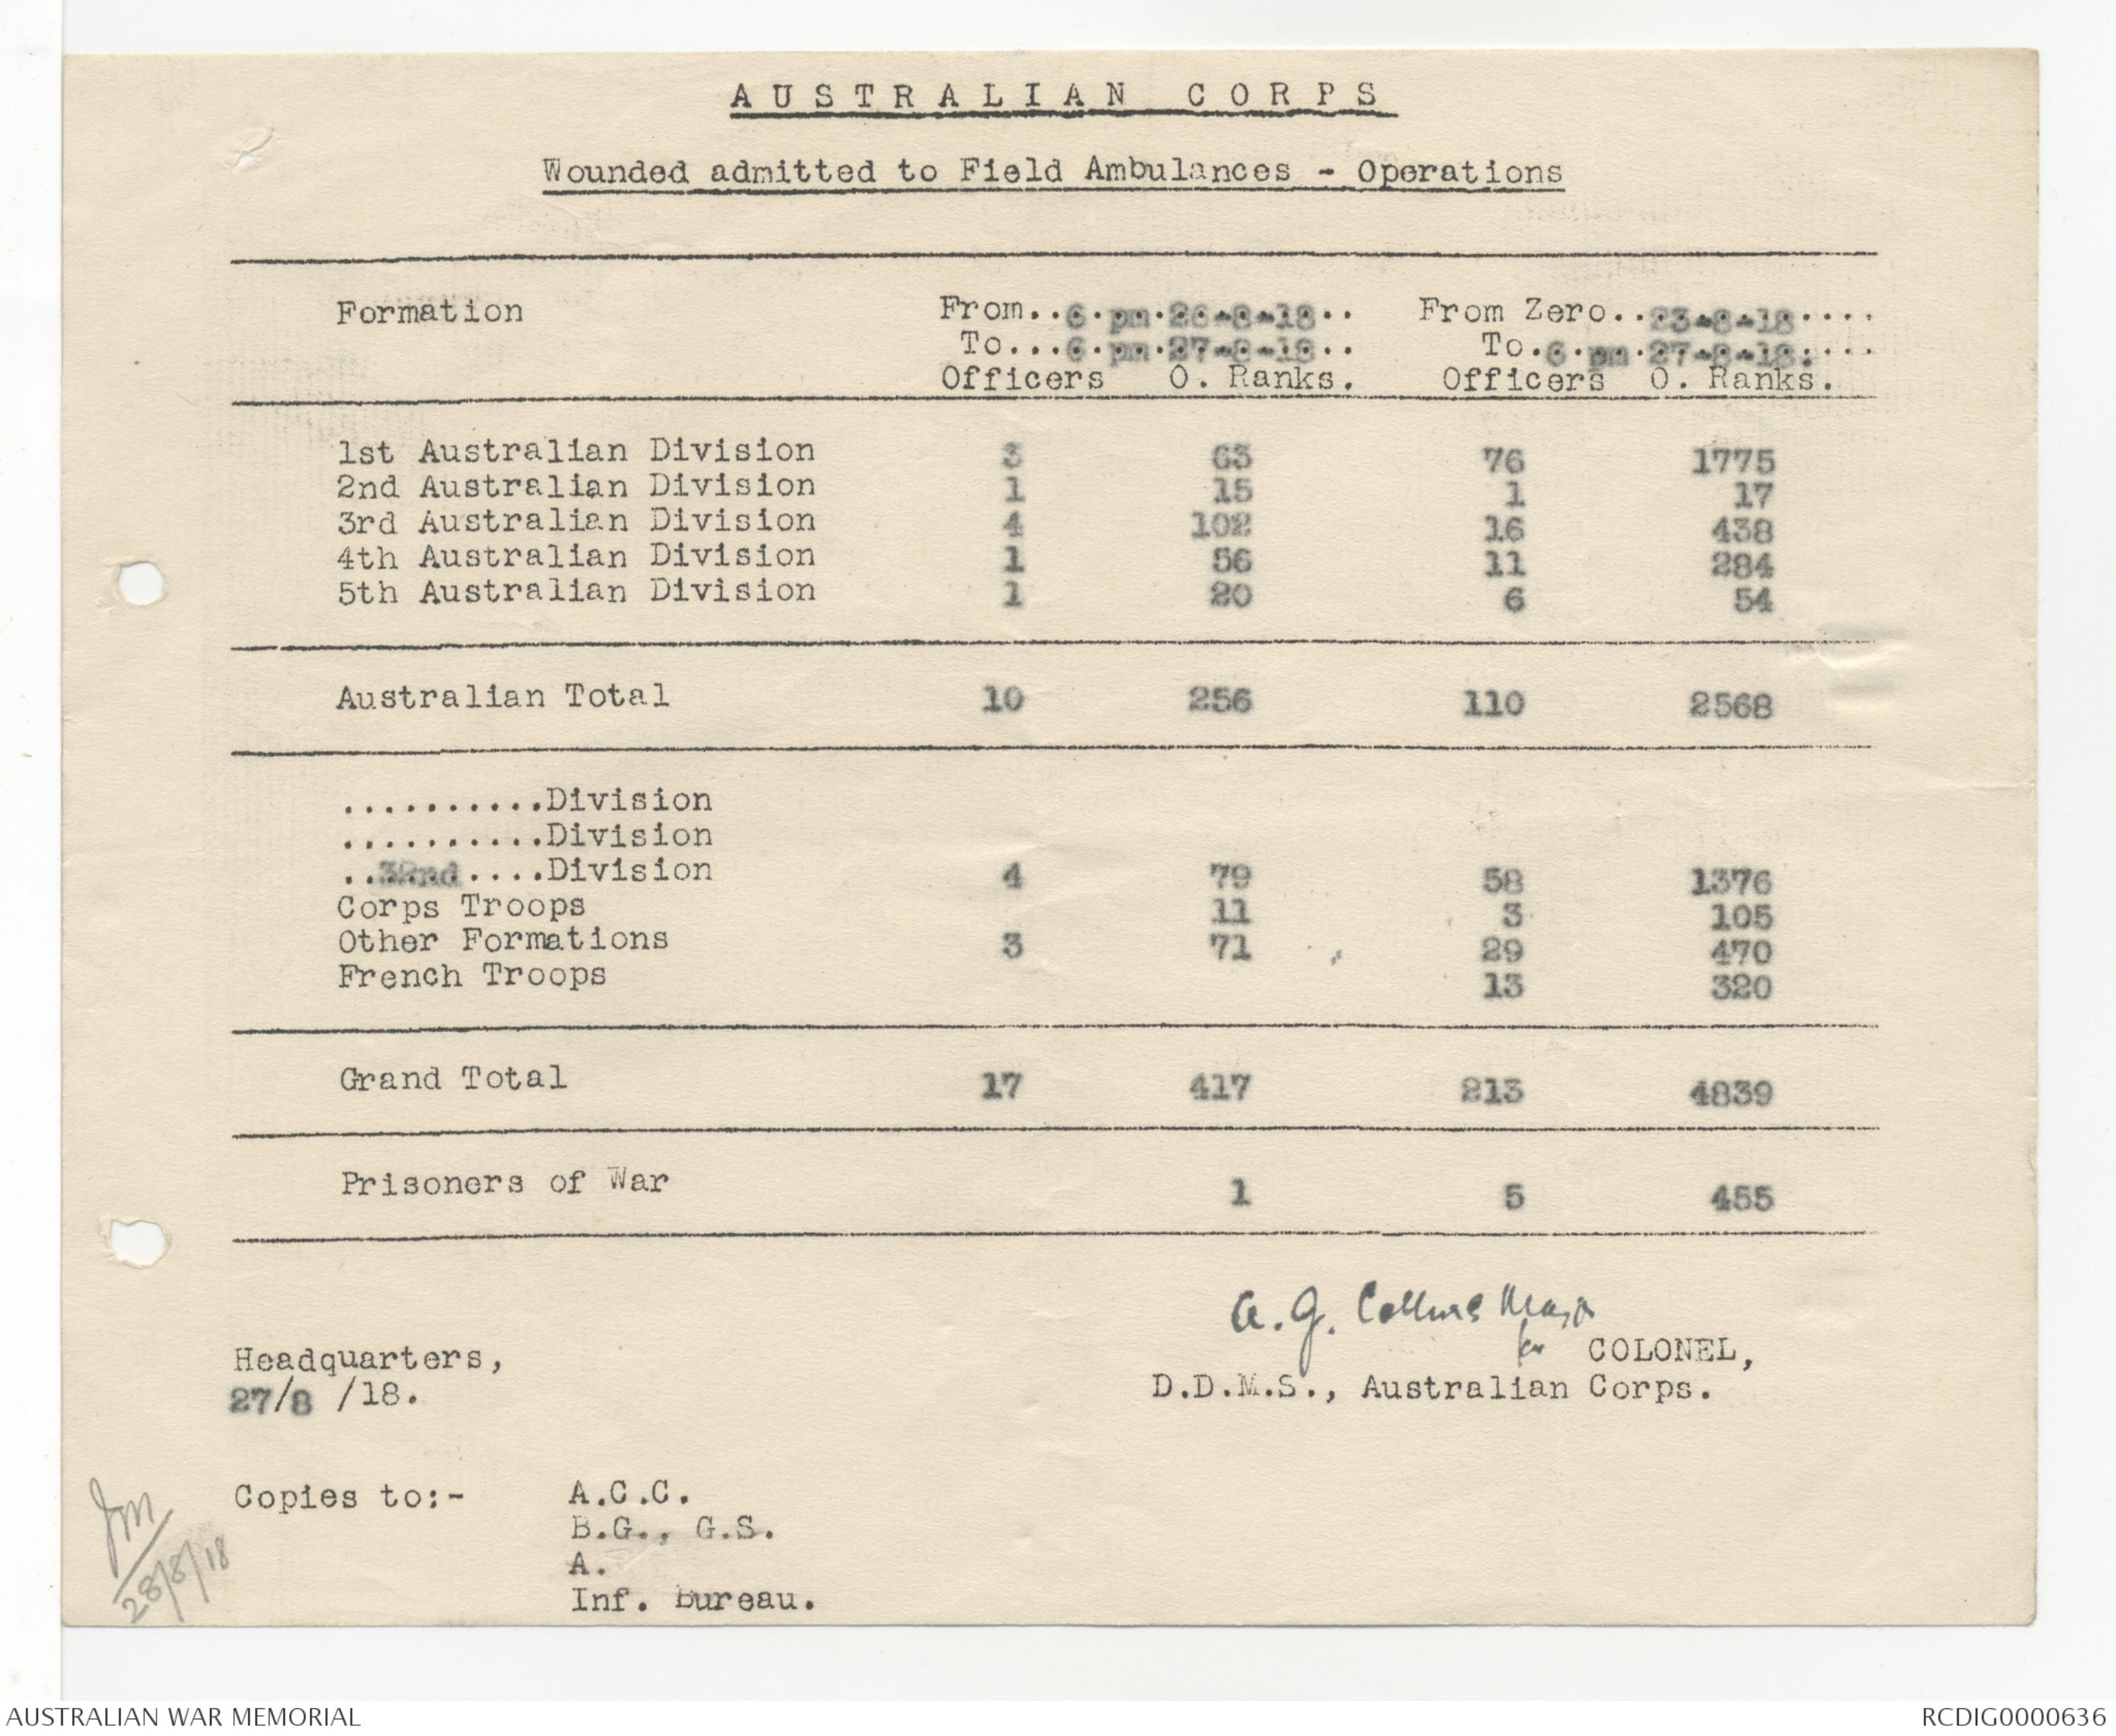 AUSTRALIAN CORPS
Wounded admitted to Field Ambulances - Operations
Formation From..6.pm.26-8-18.. From Zero..23-8-18....
To...6.pm.27-8-18.. To.6.pm.27-8-18....
Officers O. Ranks. Officers O. Ranks.
1st Australian Division 3 63 76 1775
2nd Australian Division 1 15 1 17
3rd Australian Division 4 102 16 438
4th Australian Division 1 56 11 284
5th Australian Division 1 20 6 54
Australian Total 10 256 110 2568
..........Division
..........Division
..32nd....Division 4 79 58 1376
Corps Troops 11 3 105
Other Formations 3 71 29 470
French Troops 13 320
Grand Total 17 417 213 4839
Prisoners of War 1 5 455
A. G. Collins Major
for COLONEL,
D.D.M.S., Australian Corps.
Headquarters,
27/8 /18.
Copies to:- A.C.C.
B.G., G.S.
A.
Inf. Bureau.
JM
28/8/18
AUSTRALIAN WAR MEMORIAL RCDIG0000636